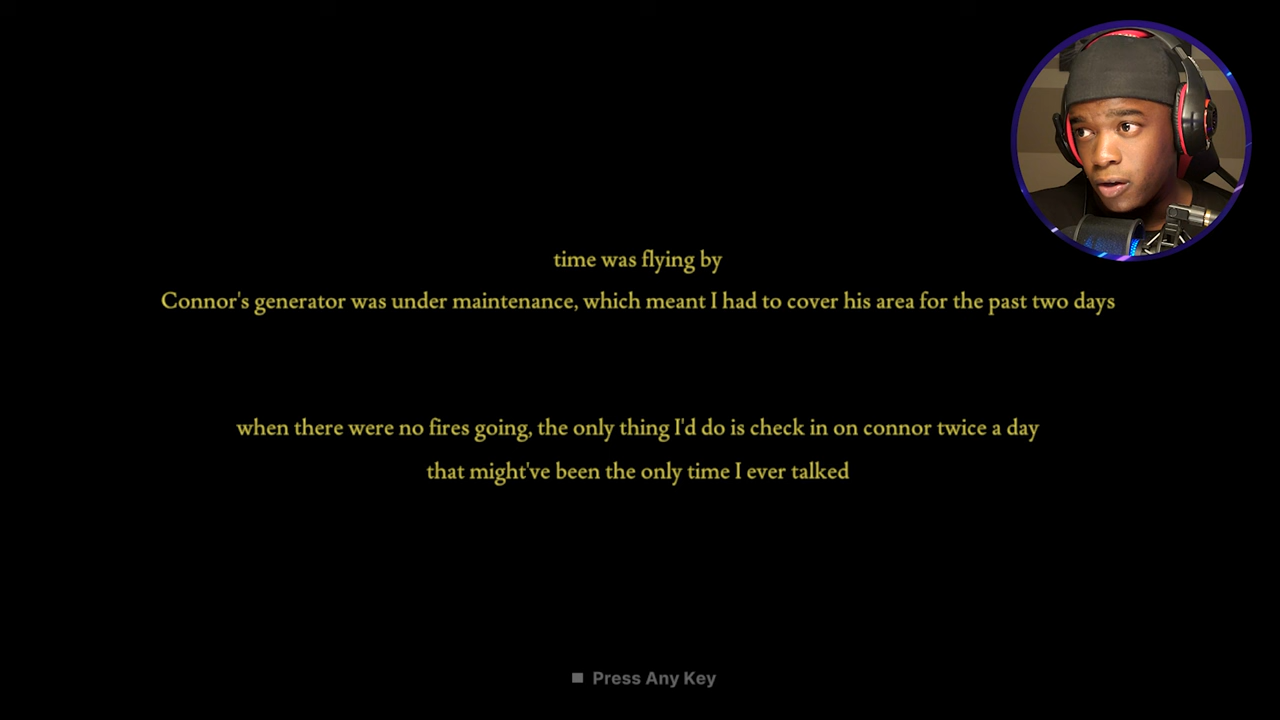 time was flying by
Connor's generator was under maintenance, which meant I had to cover his area for the past two days
when there were no fires going, the only thing I'd do is check in on connor twice a day
that might've been the only time I ever talked
Press Any Key